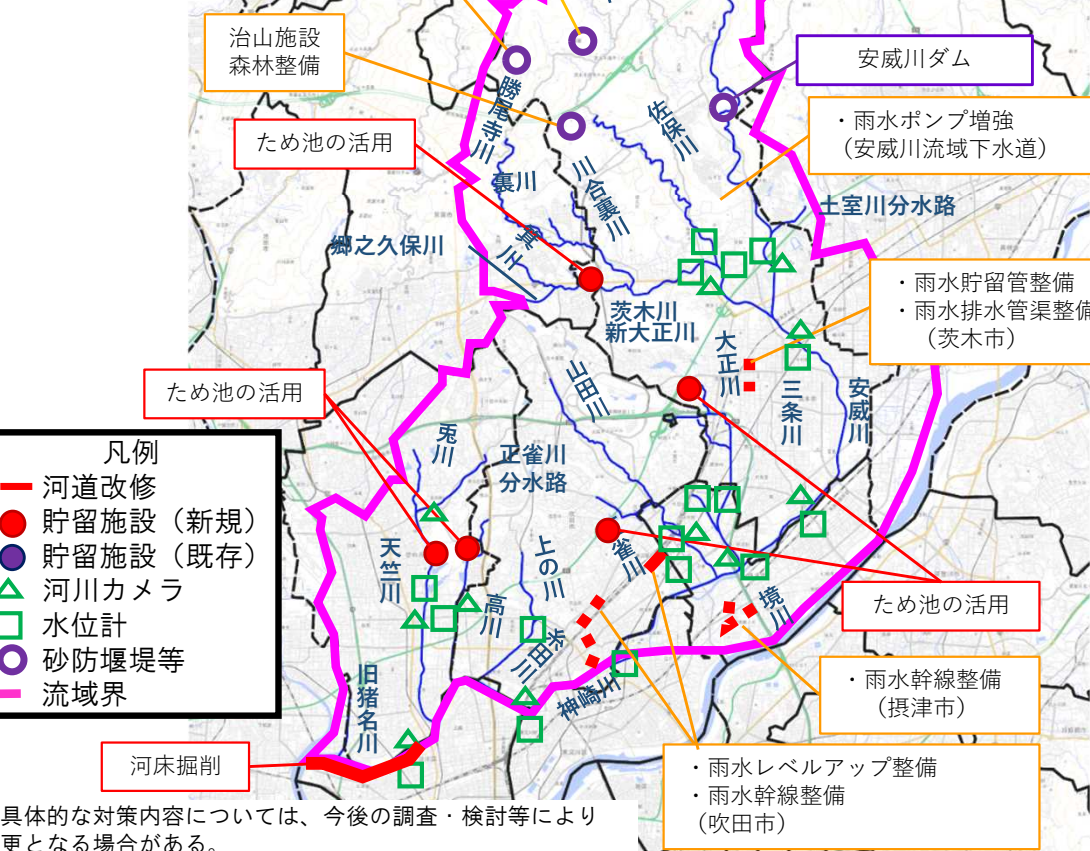 治山施設
森林整備
安威川ダム
・雨水ポンプ増強
（安威川流域下水道）
ため池の活用
勝尾寺川
佐保川
裏川
川合裏川
土室川分水路
郷之久保川
箕川
・雨水貯留管整備
・雨水排水管渠整備
（茨木市）
茨木川
新大正川
大正川
山田川
三条川
安威川
ため池の活用
兎川
正雀川
分水路
凡例
河道改修
貯留施設（新規）
貯留施設（既存）
河川カメラ
水位計
砂防堰堤等
流域界
天竺川
高川
上の川
雀川
境川
ため池の活用
旧猪名川
神崎川
・雨水幹線整備
（摂津市）
河床掘削
・雨水レベルアップ整備
・雨水幹線整備
（吹田市）
具体的な対策内容については、今後の調査・検討等により
更となる場合がある。